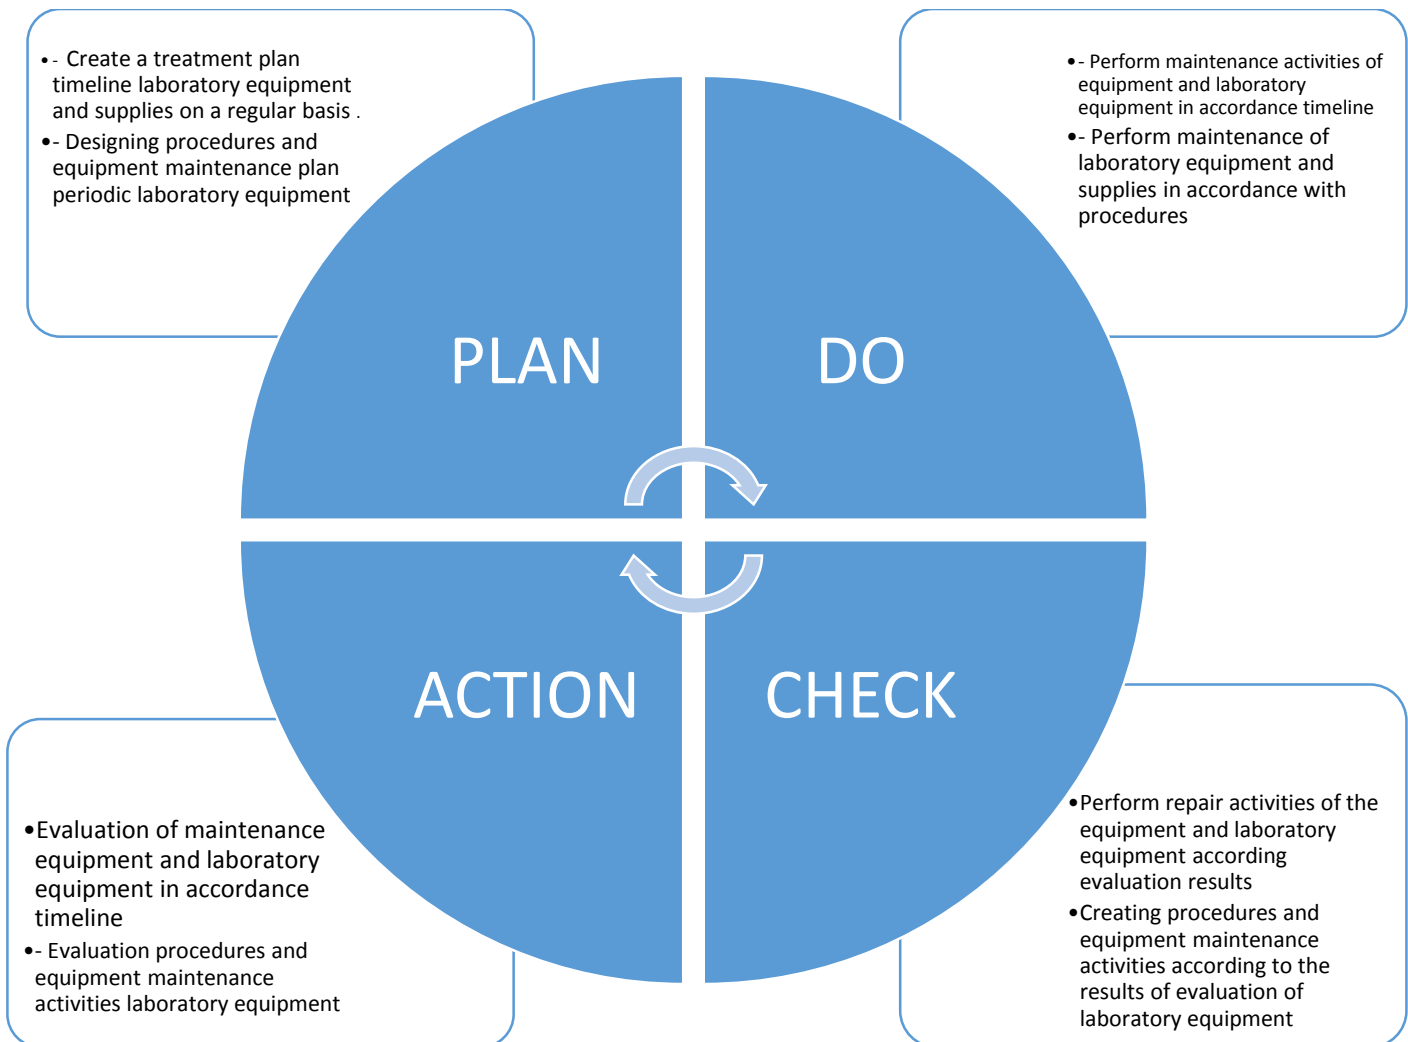 •- Create a treatment plan
timeline laboratory equipment
and supplies on a regular basis .
•- Designing procedures and
equipment maintenance plan
periodic laboratory equipment
•- Perform maintenance activities of
equipment and laboratory
equipment in accordance timeline
•- Perform maintenance of
laboratory equipment and
supplies in accordance with
procedures
PLAN
DO
ACTION
CHECK
•Evaluation of maintenance
equipment and laboratory
equipment in accordance
timeline
•- Evaluation procedures and
equipment maintenance
activities laboratory equipment
•Perform repair activities of the
equipment and laboratory
equipment according
evaluation results
•Creating procedures and
equipment maintenance
activities according to the
results of evaluation of
laboratory equipment